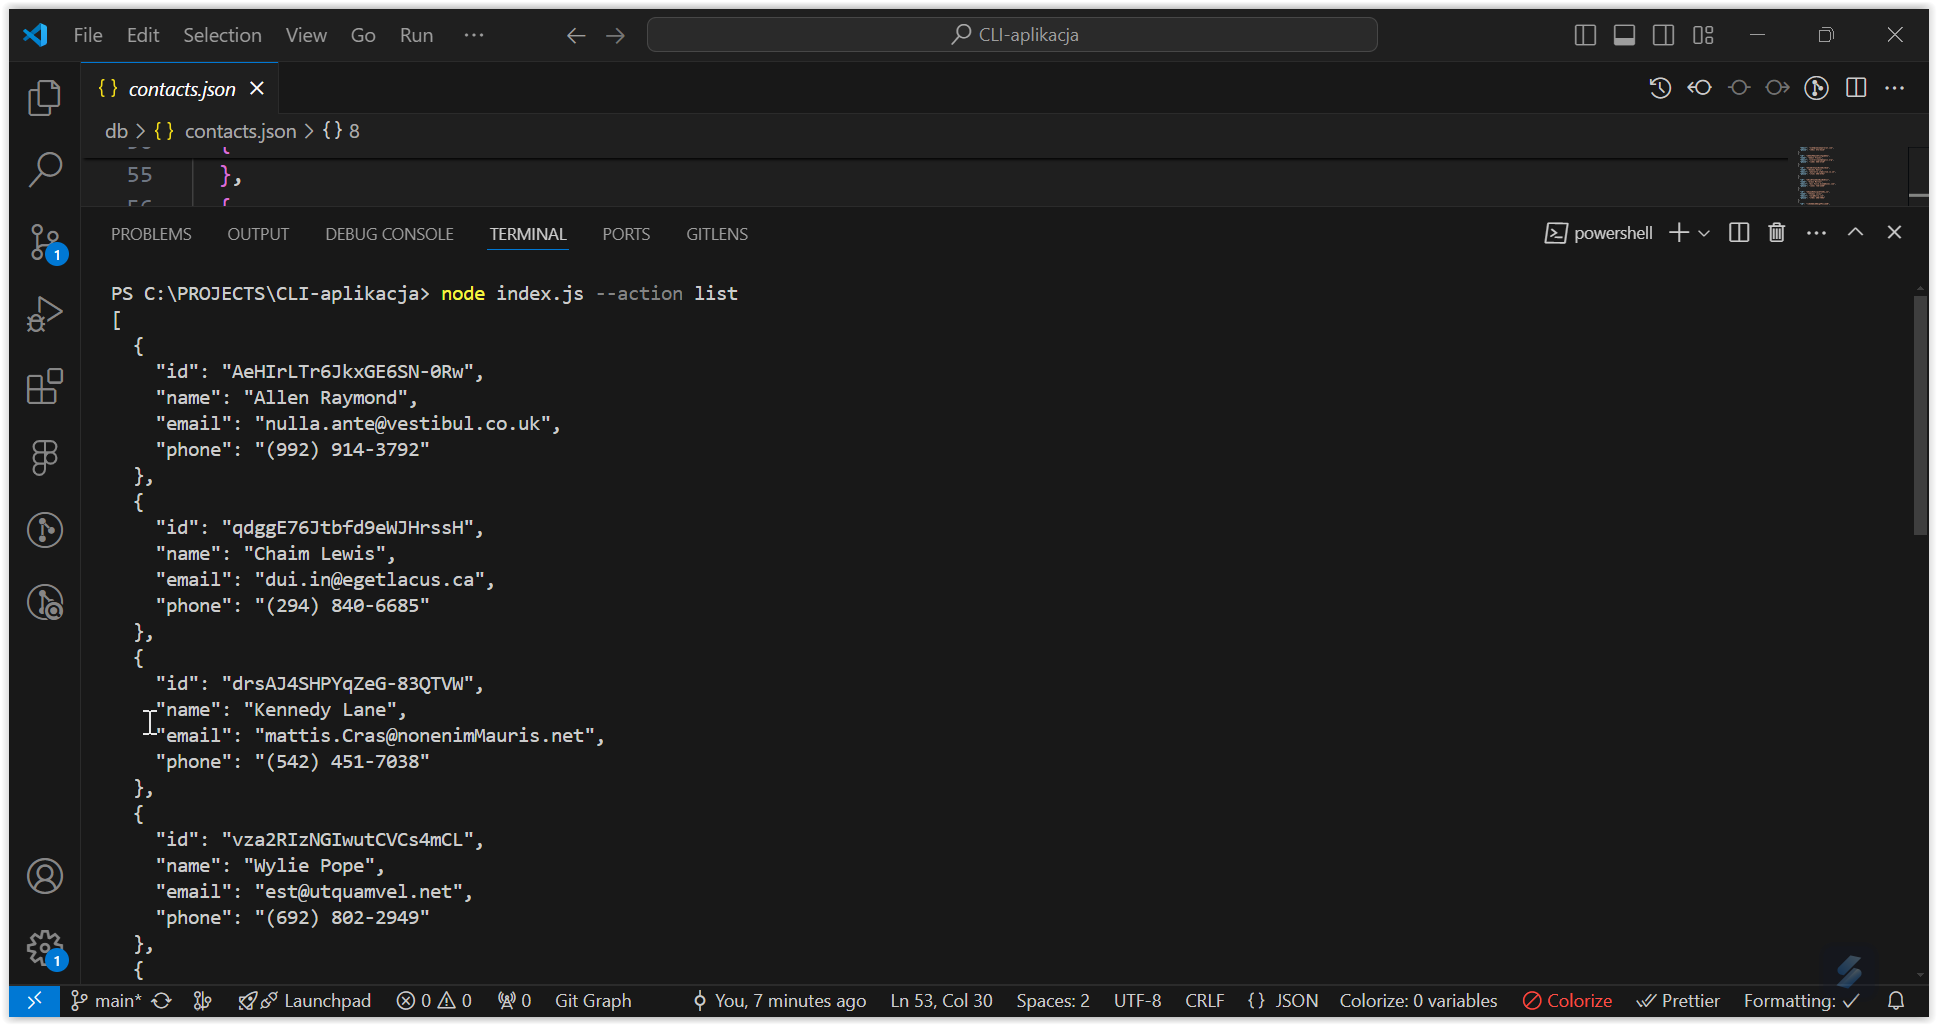 File Edit Selection View Go Run ··· CLI-aplikacja
{} contacts.json
db > {} contacts.json > {} 8
55 },
56 {
PROBLEMS OUTPUT DEBUG CONSOLE TERMINAL PORTS GITLENS powershell
PS C:\PROJECTS\CLI-aplikacja> node index.js --action list
[
{
"id": "AeHIrLTr6JkxGE6SN-0Rw",
"name": "Allen Raymond",
"email": "nulla.ante@vestibul.co.uk",
"phone": "(992) 914-3792"
},
{
"id": "qdggE76Jtbfd9eWJHrssH",
"name": "Chaim Lewis",
"email": "dui.in@egetlacus.ca",
"phone": "(294) 840-6685"
},
{
"id": "drsAJ4SHPYqZeG-83QTVW",
"name": "Kennedy Lane",
"email": "mattis.Cras@nonenimMauris.net",
"phone": "(542) 451-7038"
},
{
"id": "vza2RIzNGIwutCVCs4mCL",
"name": "Wylie Pope",
"email": "est@utquamvel.net",
"phone": "(692) 802-2949"
},
{
1
1
main* Launchpad 0 0 0 Git Graph You, 7 minutes ago Ln 53, Col 30 Spaces: 2 UTF-8 CRLF {} JSON Colorize: 0 variables Colorize Prettier Formatting: ✓